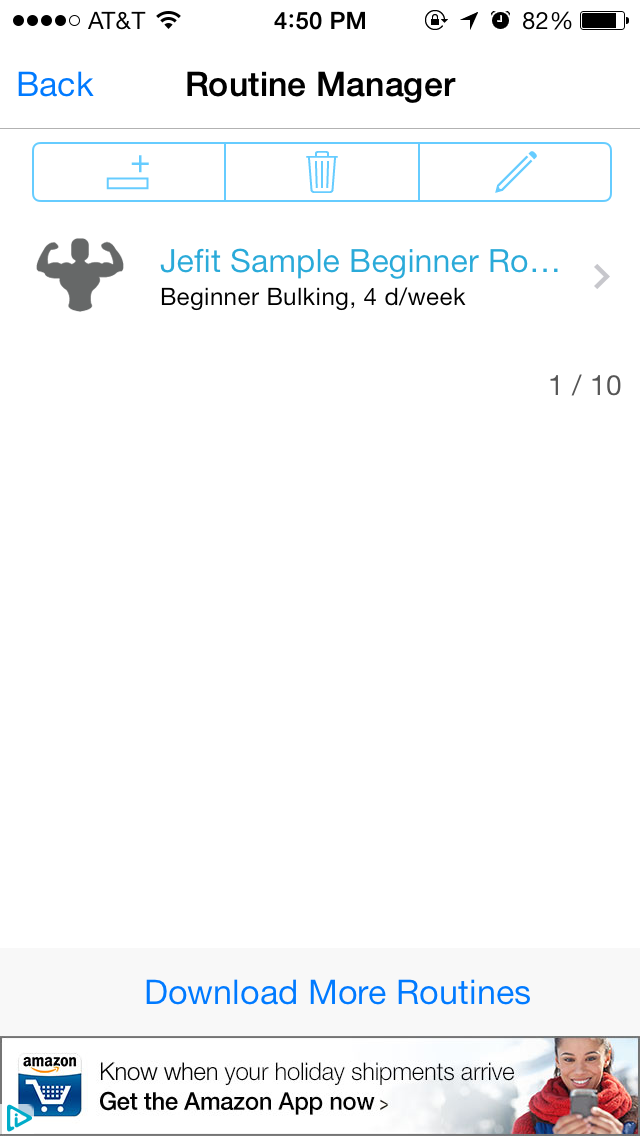 AT&T 4:50 PM 82%
Back Routine Manager
Jefit Sample Beginner Ro...
Beginner Bulking, 4 d/week
1 / 10
Download More Routines
amazon
Know when your holiday shipments arrive
Get the Amazon App now >